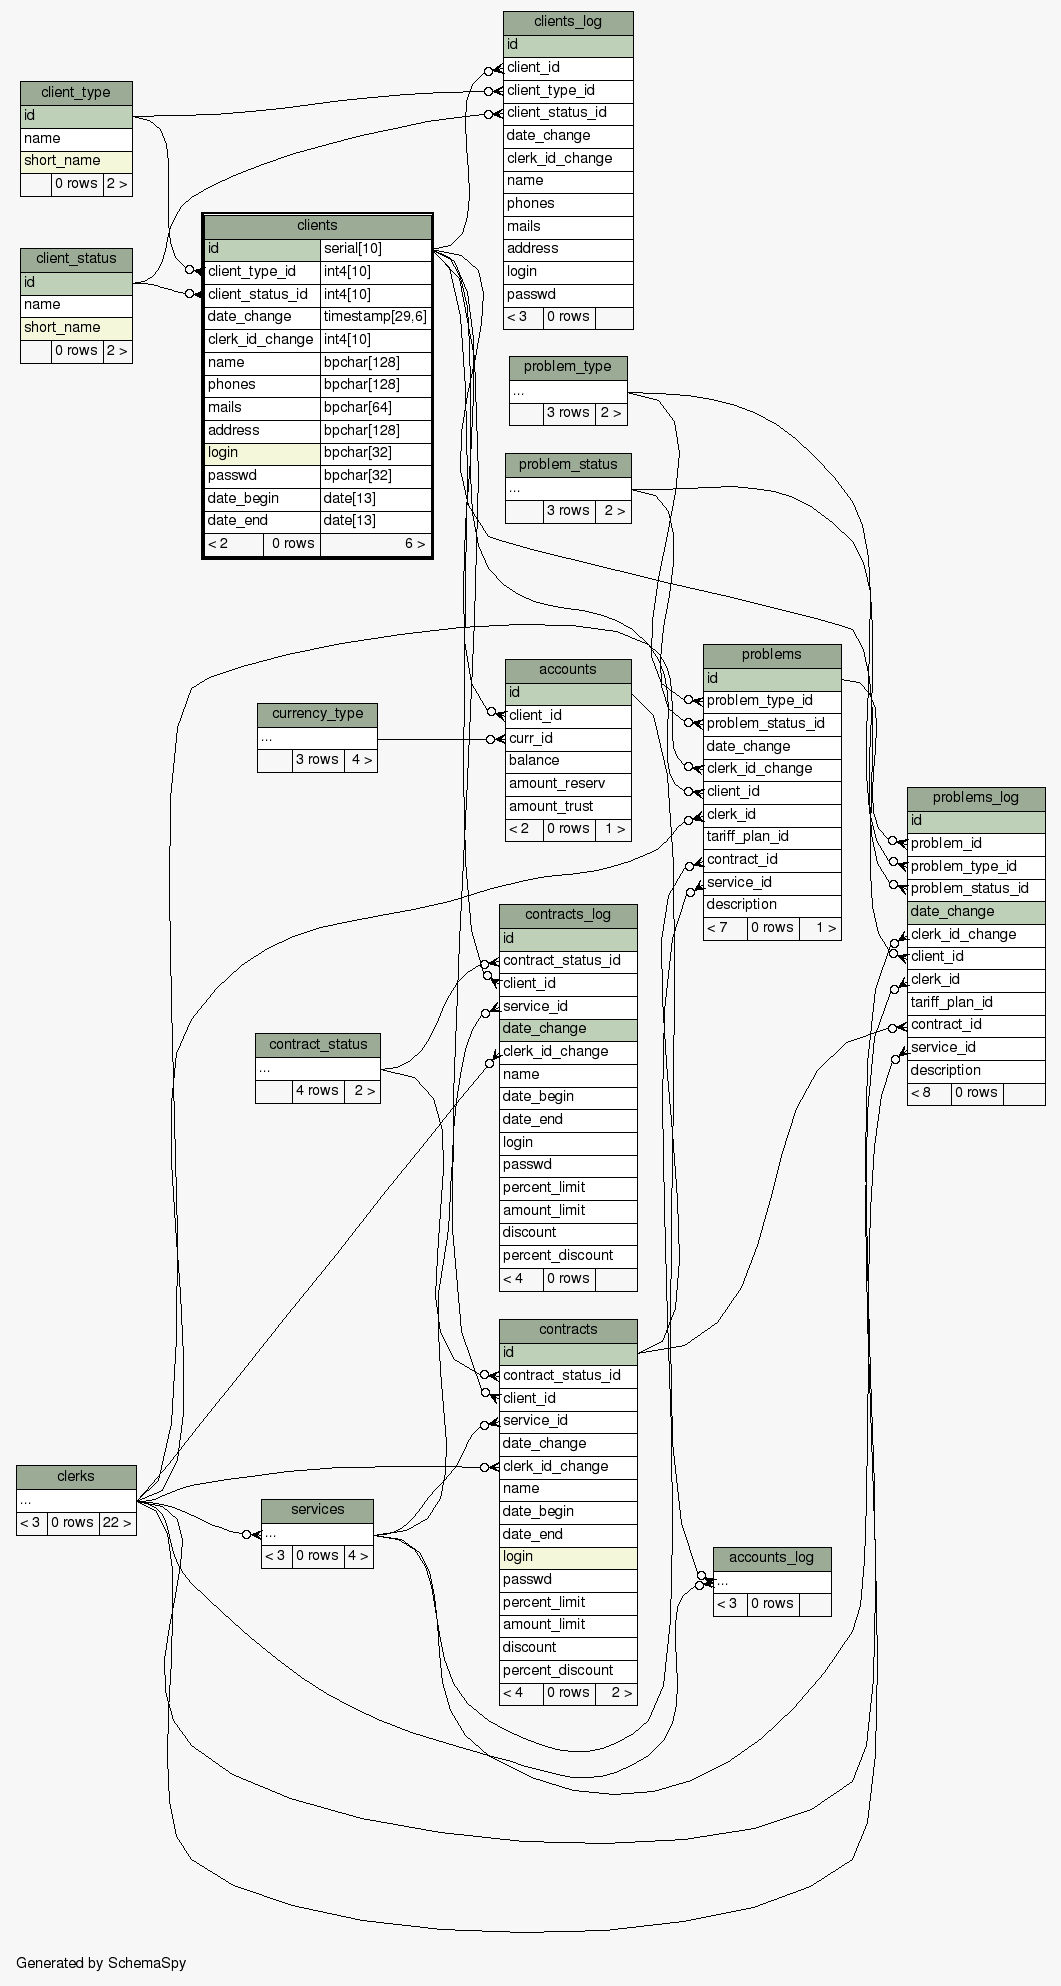 clients_log
id
client_id
client_type_id
client_status_id
date_change
clerk_id_change
name
phones
mails
address
login
passwd
< 3 0 rows
client_type
id
name
short_name
0 rows 2 >
client_status
id
name
short_name
0 rows 2 >
clients
id serial[10]
client_type_id int4[10]
client_status_id int4[10]
date_change timestamp[29,6]
clerk_id_change int4[10]
name bpchar[128]
phones bpchar[128]
mails bpchar[64]
address bpchar[128]
login bpchar[32]
passwd bpchar[32]
date_begin date[13]
date_end date[13]
< 2 0 rows 6 >
problem_type
...
3 rows 2 >
problem_status
...
3 rows 2 >
problems
id
problem_type_id
problem_status_id
date_change
clerk_id_change
client_id
clerk_id
tariff_plan_id
contract_id
service_id
description
< 7 0 rows 1 >
accounts
id
client_id
curr_id
balance
amount_reserv
amount_trust
< 2 0 rows 1 >
currency_type
...
3 rows 4 >
problems_log
id
problem_id
problem_type_id
problem_status_id
date_change
clerk_id_change
client_id
clerk_id
tariff_plan_id
contract_id
service_id
description
< 8 0 rows
contracts_log
id
contract_status_id
client_id
service_id
date_change
clerk_id_change
name
date_begin
date_end
login
passwd
percent_limit
amount_limit
discount
percent_discount
< 4 0 rows
contract_status
...
4 rows 2 >
contracts
id
contract_status_id
client_id
service_id
date_change
clerk_id_change
name
date_begin
date_end
login
passwd
percent_limit
amount_limit
discount
percent_discount
< 4 0 rows 2 >
clerks
...
< 3 0 rows 22 >
services
...
< 3 0 rows 4 >
accounts_log
...
< 3 0 rows
Generated by SchemaSpy